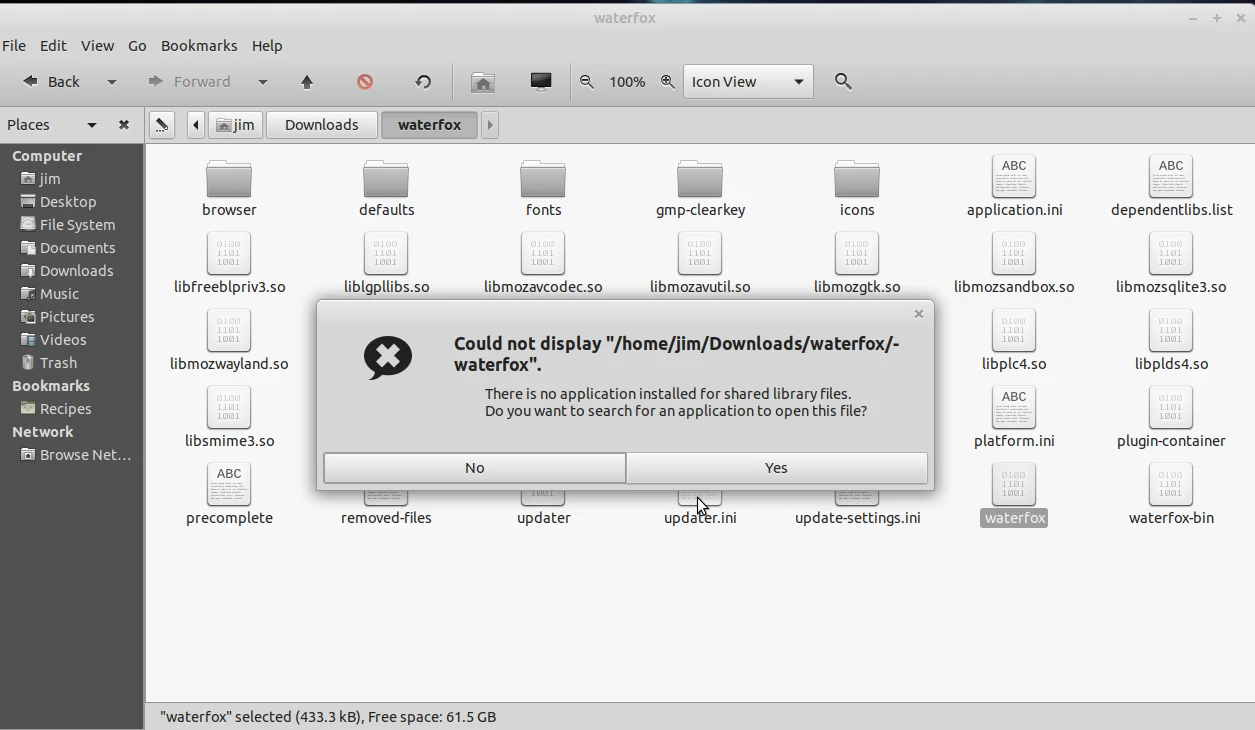 waterfox
File Edit View Go Bookmarks Help
Back Forward 100% Icon View
Places jim Downloads waterfox
Computer
jim
Desktop
File System
Documents
Downloads
Music
Pictures
Videos
Trash
Bookmarks
Recipes
Network
Browse Net...
browser defaults fonts gmp-clearkey icons application.ini dependentlibs.list
libfreeblpriv3.so liblgpllibs.so libmozavcodec.so libmozavutil.so libmozgtk.so libmozsandbox.so libmozsqlite3.so
libmozwayland.so libplc4.so libplds4.so
libsmime3.so platform.ini plugin-container
precomplete removed-files updater updater.ini update-settings.ini waterfox waterfox-bin
Could not display "/home/jim/Downloads/waterfox/-
waterfox".
There is no application installed for shared library files.
Do you want to search for an application to open this file?
No Yes
"waterfox" selected (433.3 kB), Free space: 61.5 GB